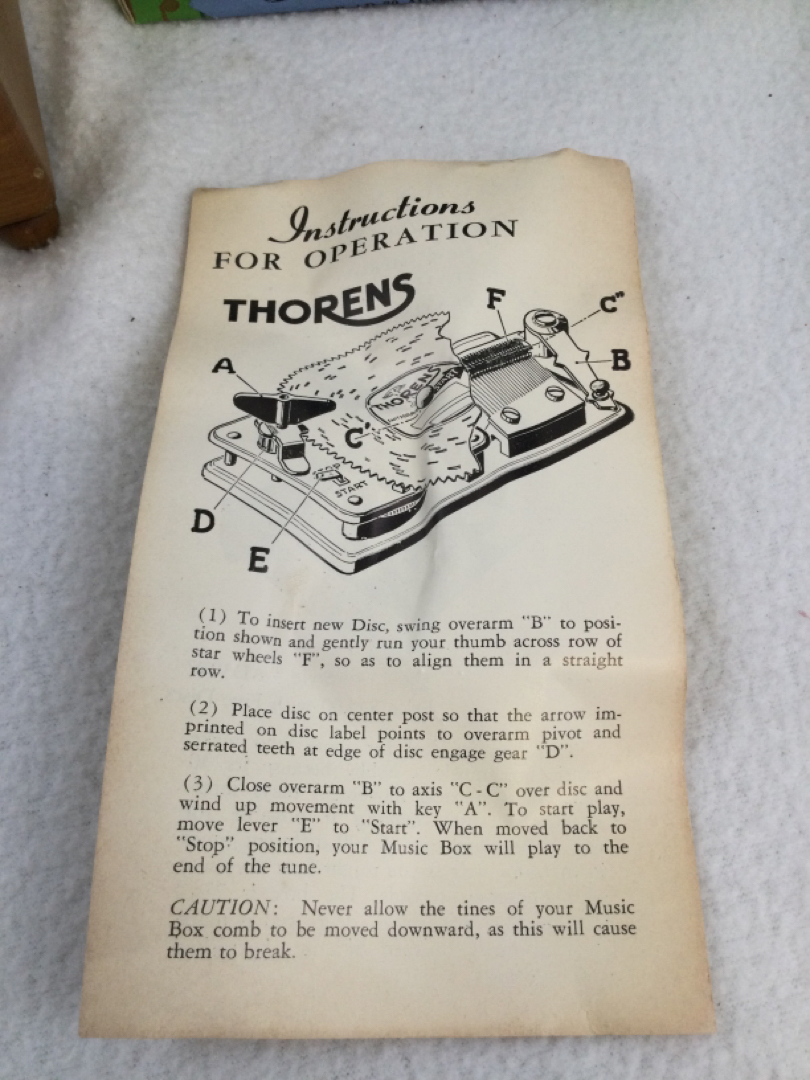 Instructions
FOR OPERATION
THORENS
F
C"
A
B
THORENS
C'
STOP
START
D
E
(1) To insert new Disc, swing overarm "B" to posi-
tion shown and gently run your thumb across row of
star wheels "F", so as to align them in a straight
row.
(2) Place disc on center post so that the arrow im-
printed on disc label points to overarm pivot and
serrated teeth at edge of disc engage gear "D".
(3) Close overarm "B" to axis "C - C" over disc and
wind up movement with key "A". To start play,
move lever "E" to "Start". When moved back to
"Stop" position, your Music Box will play to the
end of the tune.
CAUTION: Never allow the tines of your Music
Box comb to be moved downward, as this will cause
them to break.